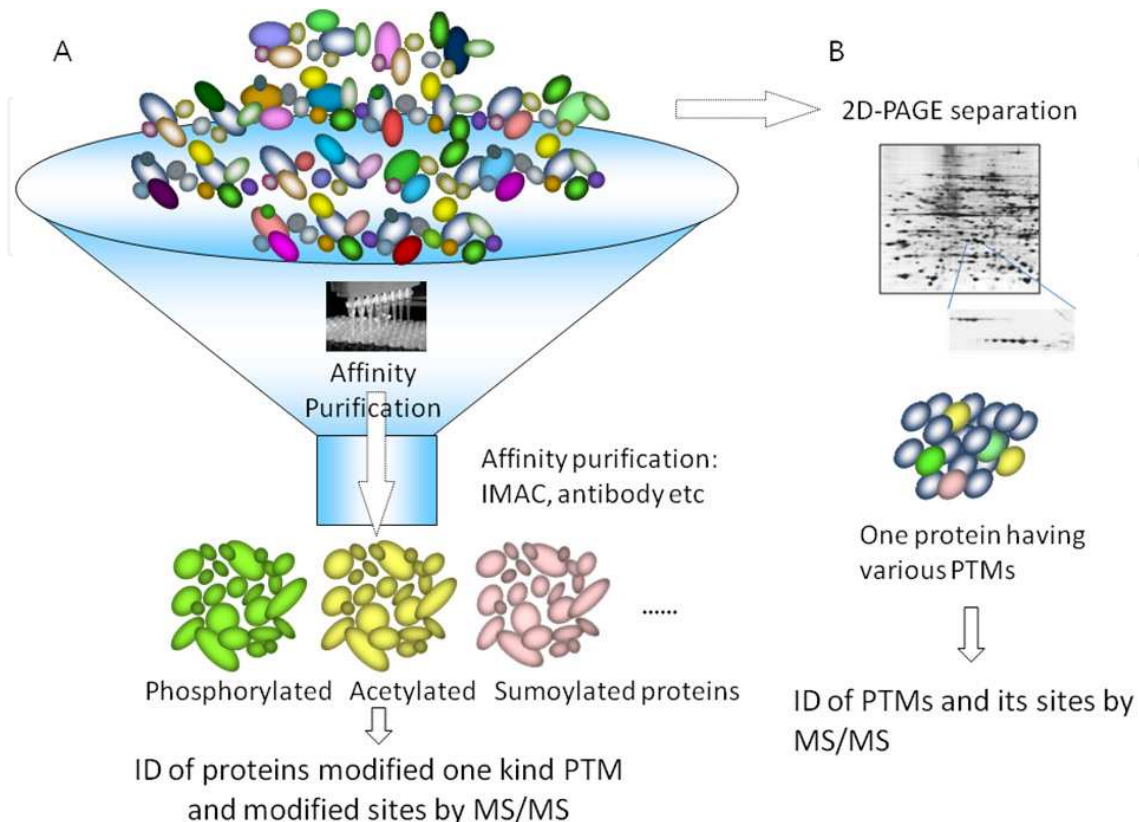 A
B
2D-PAGE separation
Affinity
Purification
Affinity purification:
IMAC, antibody etc
One protein having
various PTMs
......
Phosphorylated Acetylated Sumoylated proteins
ID of PTMs and its sites by
MS/MS
ID of proteins modified one kind PTM
and modified sites by MS/MS